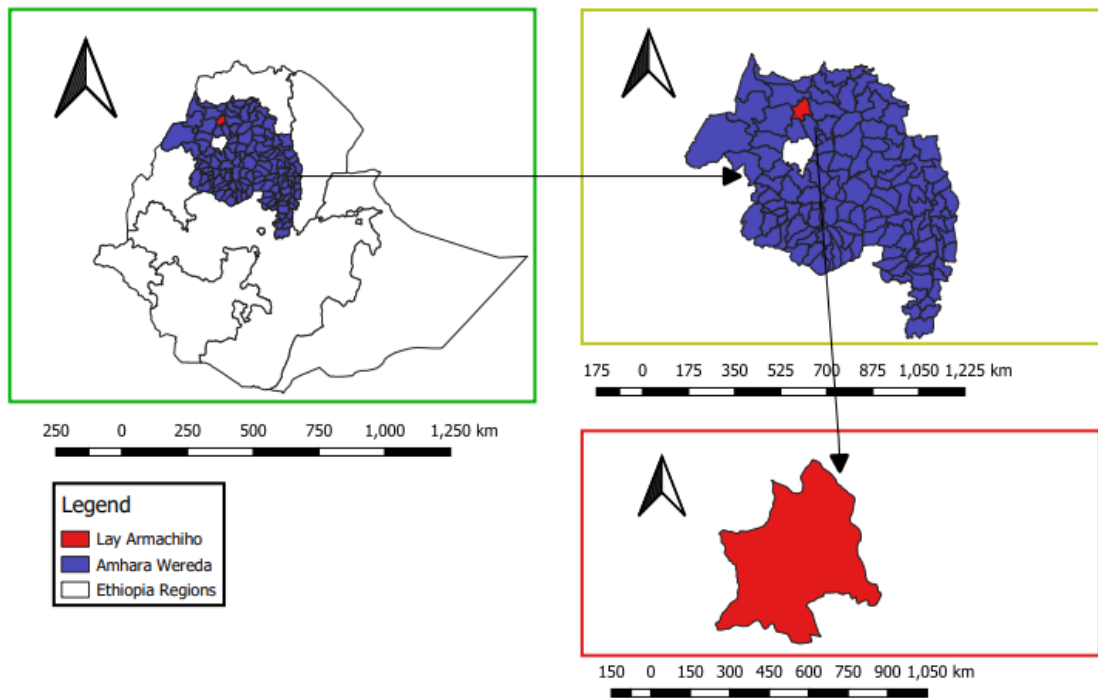 175 0 175 350 525 700 875 1,050 1,225 km
250 0 250 500 750 1,000 1,250 km
Legend
Lay Armachiho
Amhara Wereda
Ethiopia Regions
150 0 150 300 450 600 750 900 1,050 km